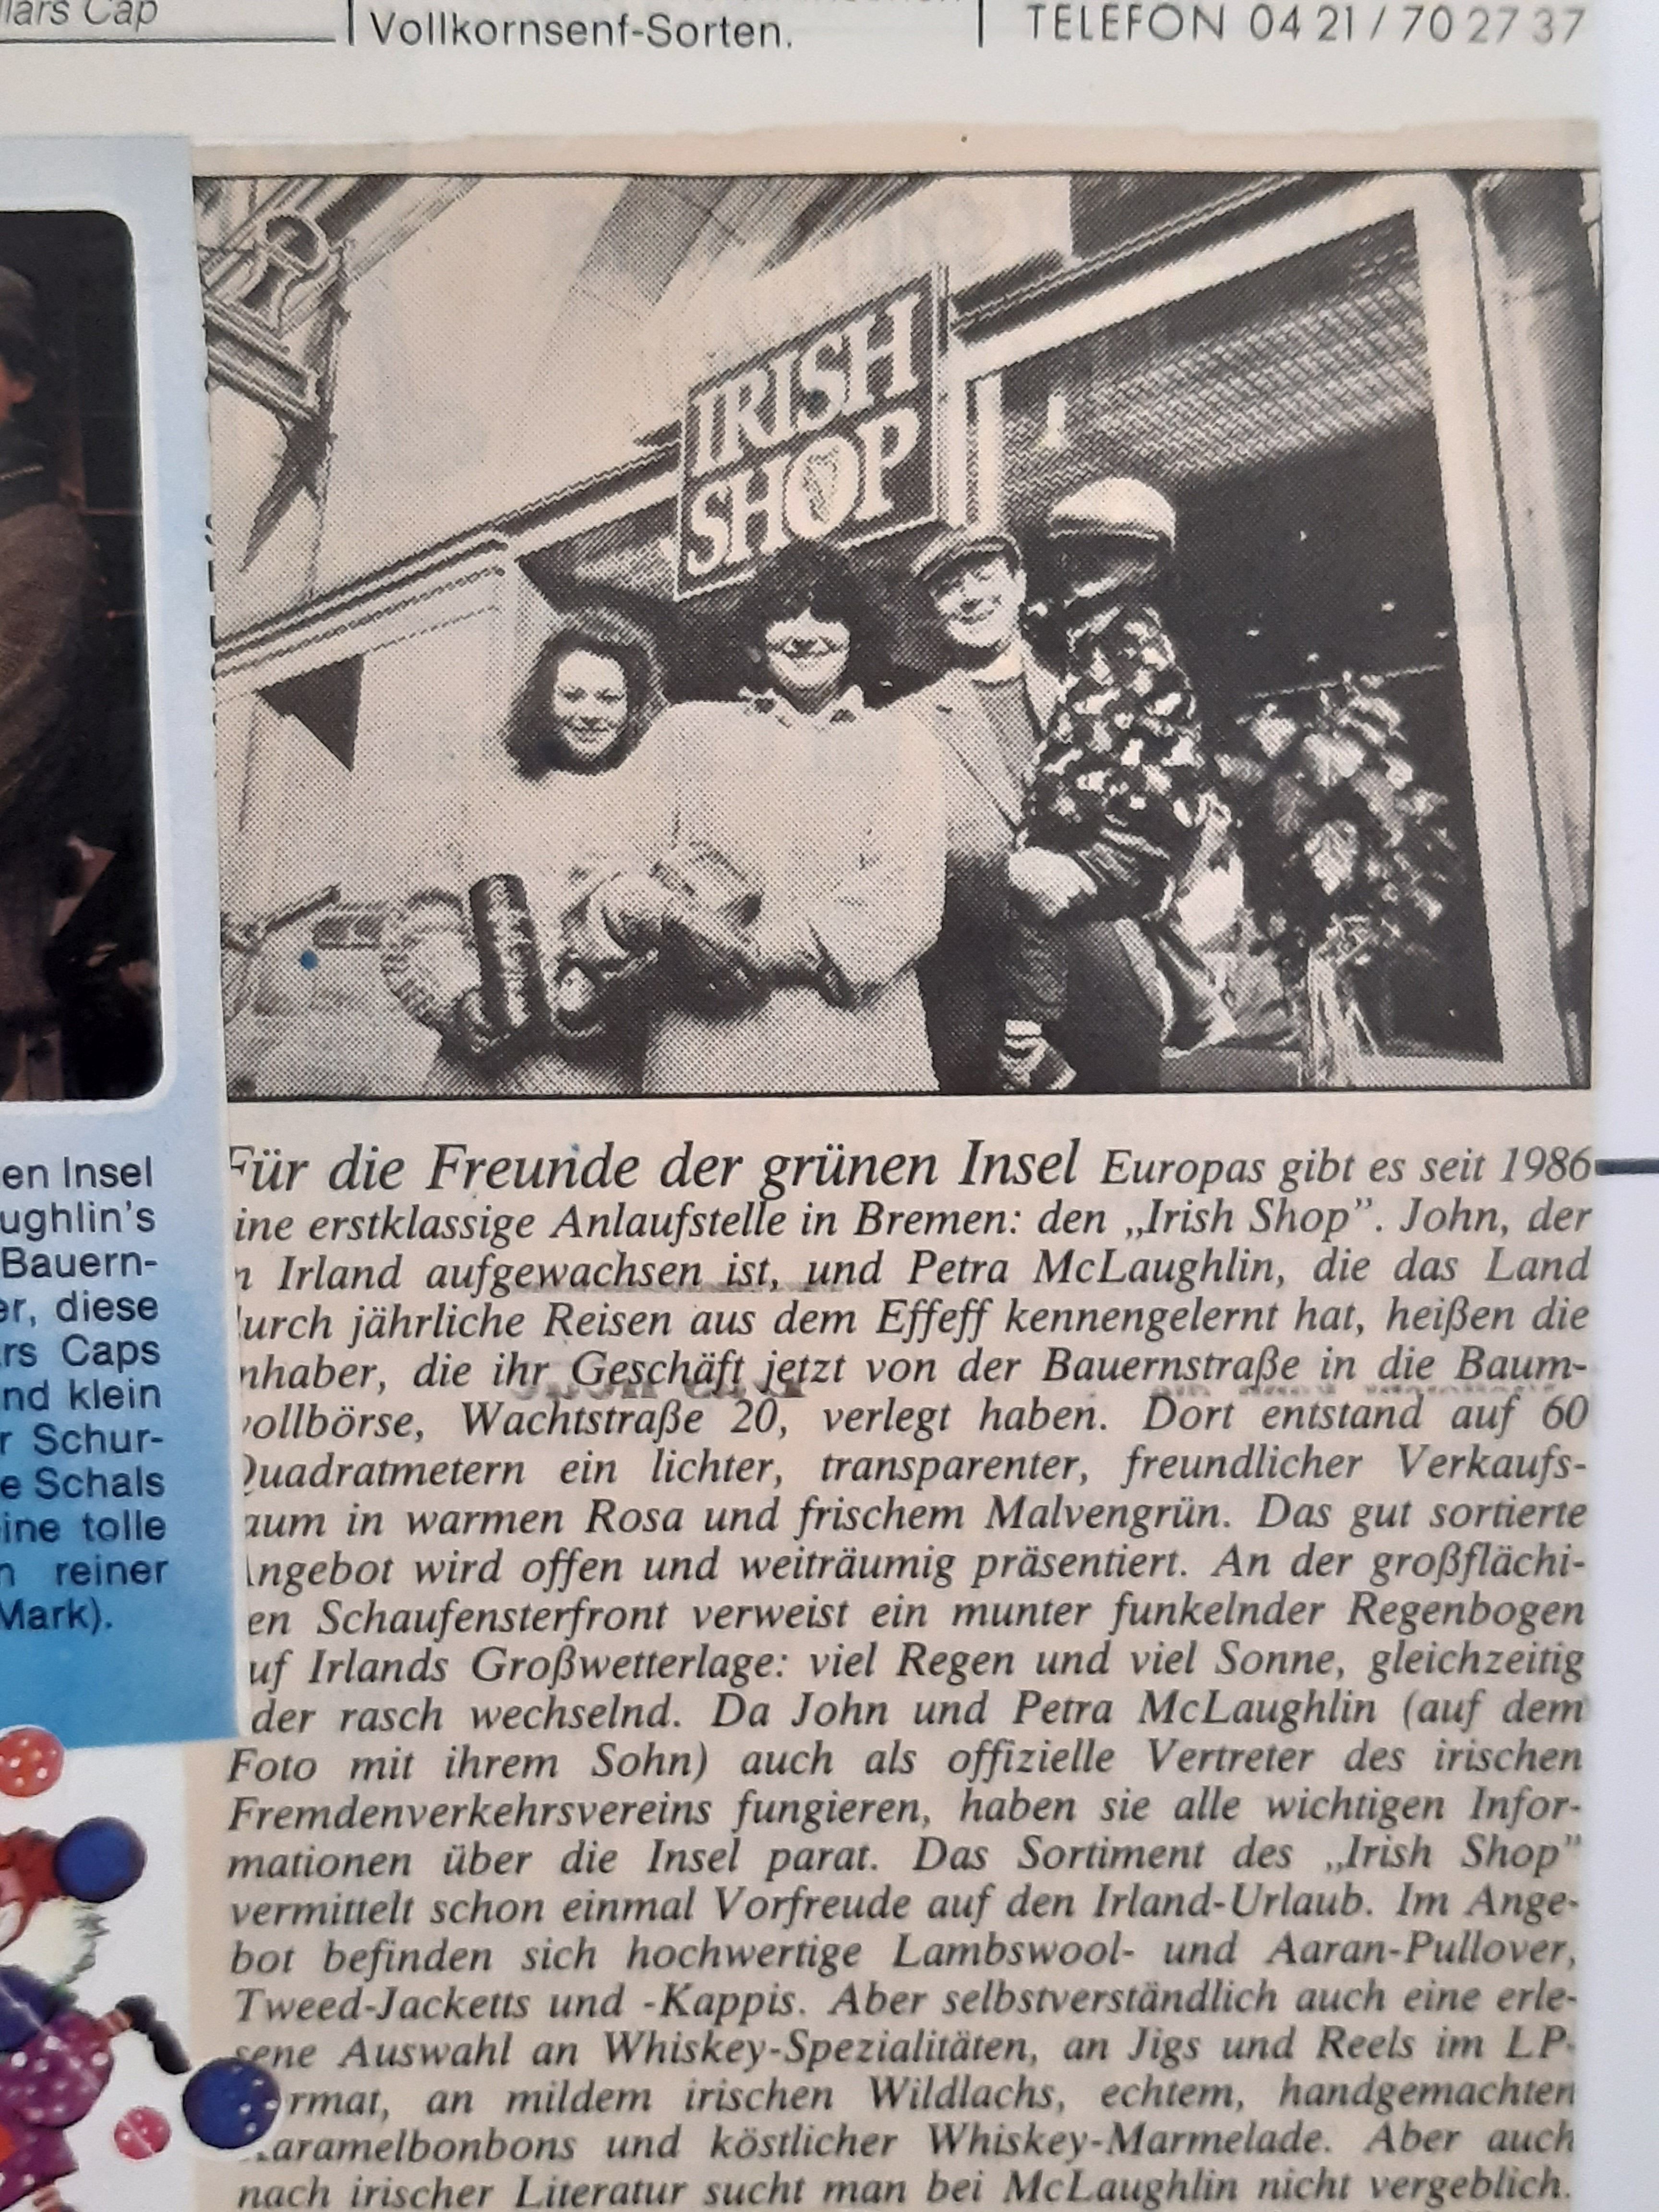 llars Cap
Vollkornsenf-Sorten.
TELEFON 04 21 / 70 27 37
IRISH
SHOP
en Insel
ughlin's
Bauern-
er, diese
rs Caps
nd klein
r Schur-
e Schals
ine tolle
n reiner
Mark).
Für die Freunde der grünen Insel Europas gibt es seit 1986
ine erstklassige Anlaufstelle in Bremen: den „Irish Shop”. John, der
n Irland aufgewachsen ist, und Petra McLaughlin, die das Land
urch jährliche Reisen aus dem Effeff kennengelernt hat, heißen die
nhaber, die ihr Geschäft jetzt von der Bauernstraße in die Baum-
vollbörse, Wachtstraße 20, verlegt haben. Dort entstand auf 60
Quadratmetern ein lichter, transparenter, freundlicher Verkaufs-
aum in warmen Rosa und frischem Malvengrün. Das gut sortierte
Angebot wird offen und weiträumig präsentiert. An der großflächi-
en Schaufensterfront verweist ein munter funkelnder Regenbogen
uf Irlands Großwetterlage: viel Regen und viel Sonne, gleichzeitig
der rasch wechselnd. Da John und Petra McLaughlin (auf dem
Foto mit ihrem Sohn) auch als offizielle Vertreter des irischen
Fremdenverkehrsvereins fungieren, haben sie alle wichtigen Infor-
mationen über die Insel parat. Das Sortiment des „Irish Shop”
vermittelt schon einmal Vorfreude auf den Irland-Urlaub. Im Ange-
bot befinden sich hochwertige Lambswool- und Aaran-Pullover,
Tweed-Jacketts und -Kappis. Aber selbstverständlich auch eine erle-
sene Auswahl an Whiskey-Spezialitäten, an Jigs und Reels im LP-
rmat, an mildem irischen Wildlachs, echtem, handgemachten
aramelbonbons und köstlicher Whiskey-Marmelade. Aber auch
nach irischer Literatur sucht man bei McLaughlin nicht vergeblich.